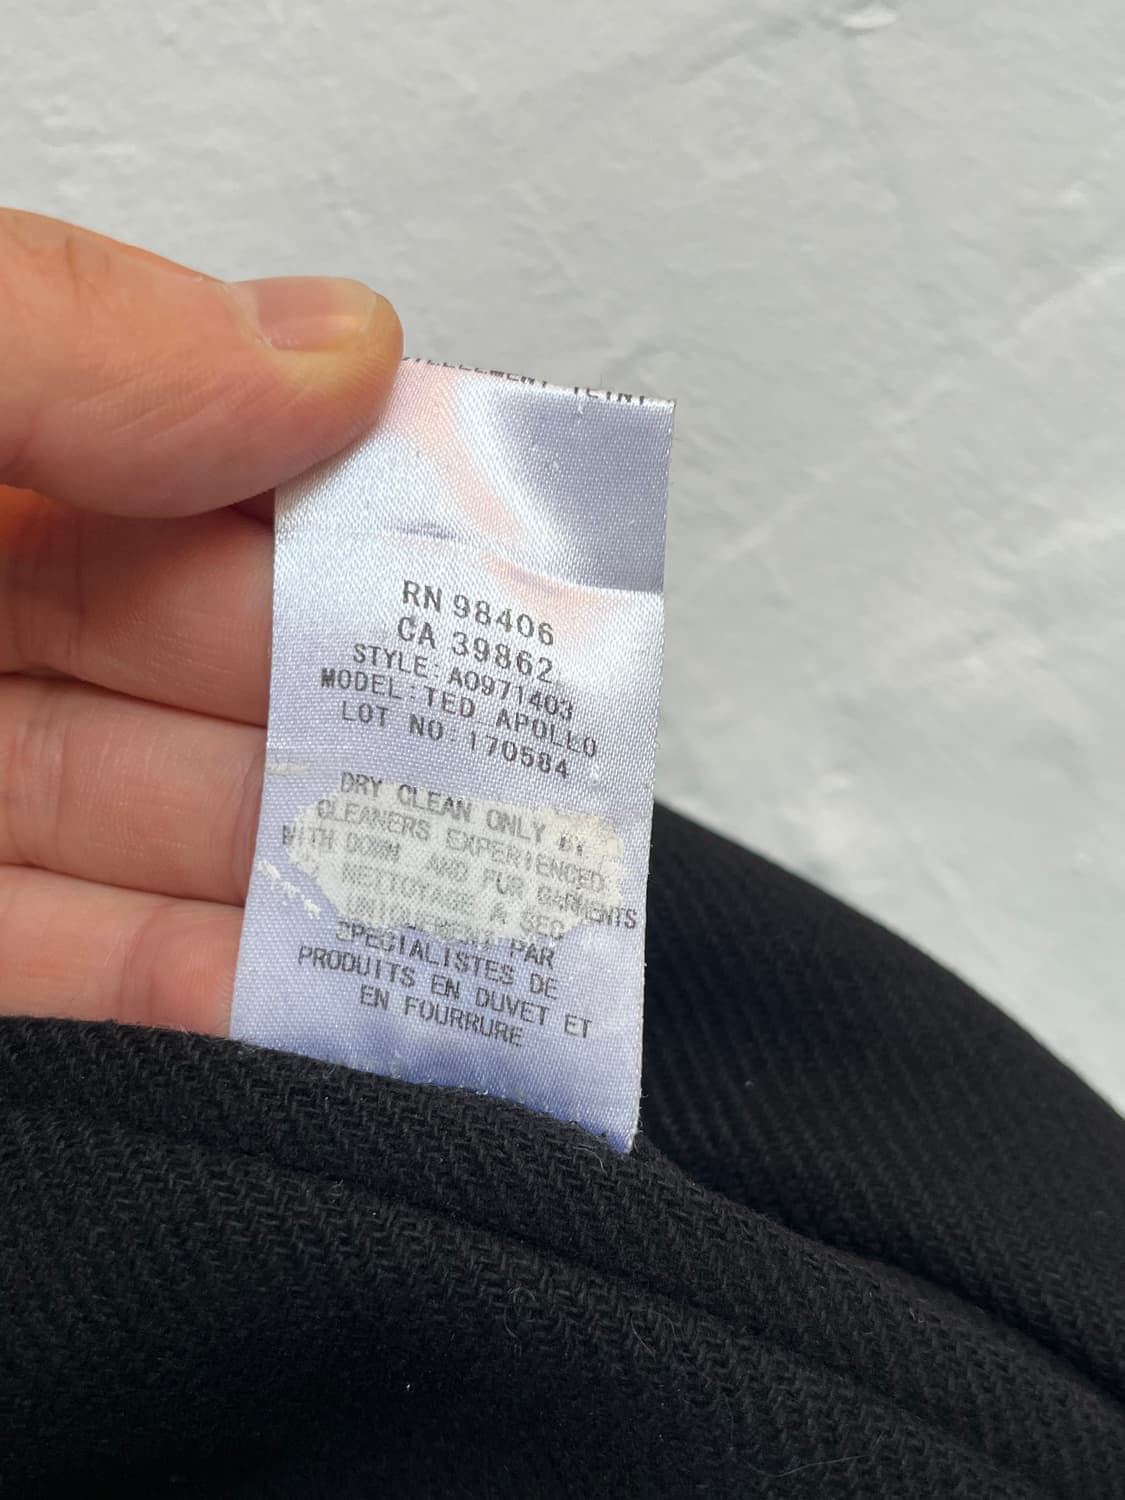 TEINT
RN 98406
CA 39862
STYLE: A0971403
MODEL: TED APOLLO
LOT NO: 170584
DRY CLEAN ONLY BY
CLEANERS EXPERIENCED
WITH DOWN AND FUR GARMENTS
NETTOYAGE A SEC
UNIQUEMENT PAR
SPECIALISTES DE
PRODUITS EN DUVET ET
EN FOURRURE